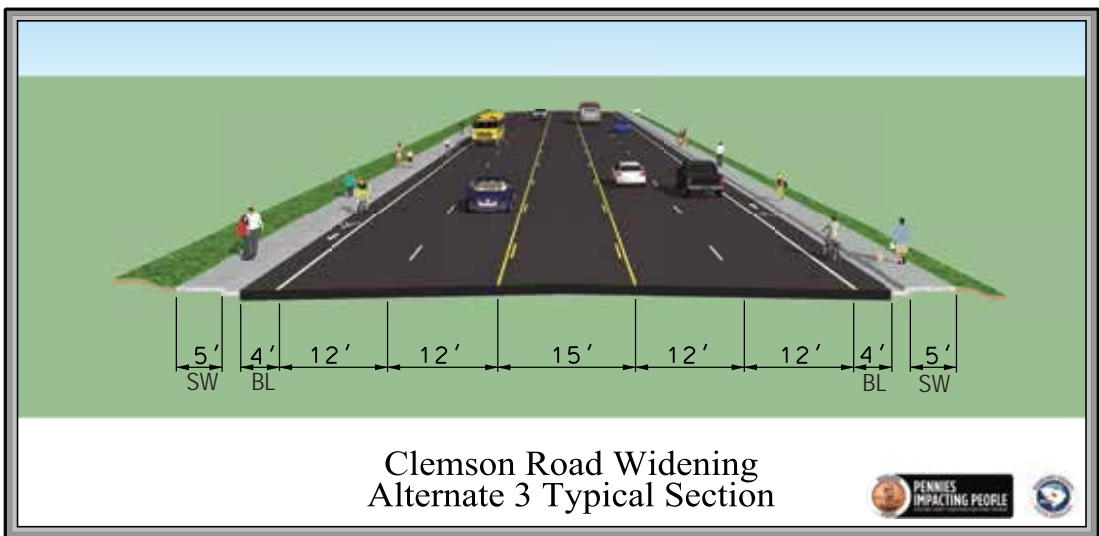 5' 4' 12' 12' 15' 12' 12' 4' 5'
SW BL BL SW
Clemson Road Widening
Alternate 3 Typical Section
PENNIES
IMPACTING PEOPLE